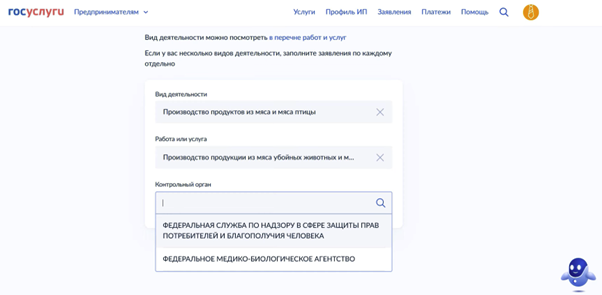 госуслуги Предпринимателям Услуги Профиль ИП Заявления Платежи Помощь
Вид деятельности можно посмотреть в перечне работ и услуг
Если у вас несколько видов деятельности, заполните заявления по каждому
отдельно
Вид деятельности
Производство продуктов из мяса и мяса птицы
Работа или услуга
Производство продукции из мяса убойных животных и м...
Контрольный орган
ФЕДЕРАЛЬНАЯ СЛУЖБА ПО НАДЗОРУ В СФЕРЕ ЗАЩИТЫ ПРАВ
ПОТРЕБИТЕЛЕЙ И БЛАГОПОЛУЧИЯ ЧЕЛОВЕКА
ФЕДЕРАЛЬНОЕ МЕДИКО-БИОЛОГИЧЕСКОЕ АГЕНТСТВО